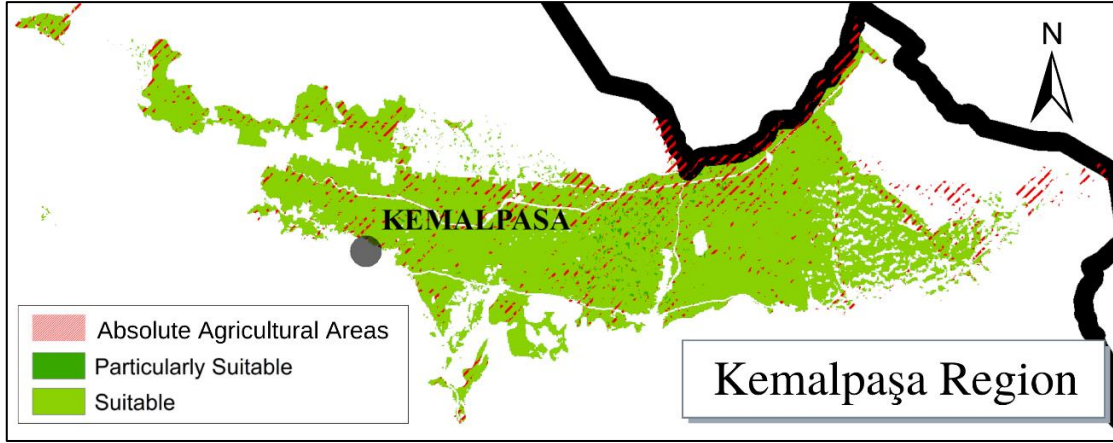 N
KEMALPASA
Absolute Agricultural Areas
Particularly Suitable
Suitable
Kemalpaşa Region